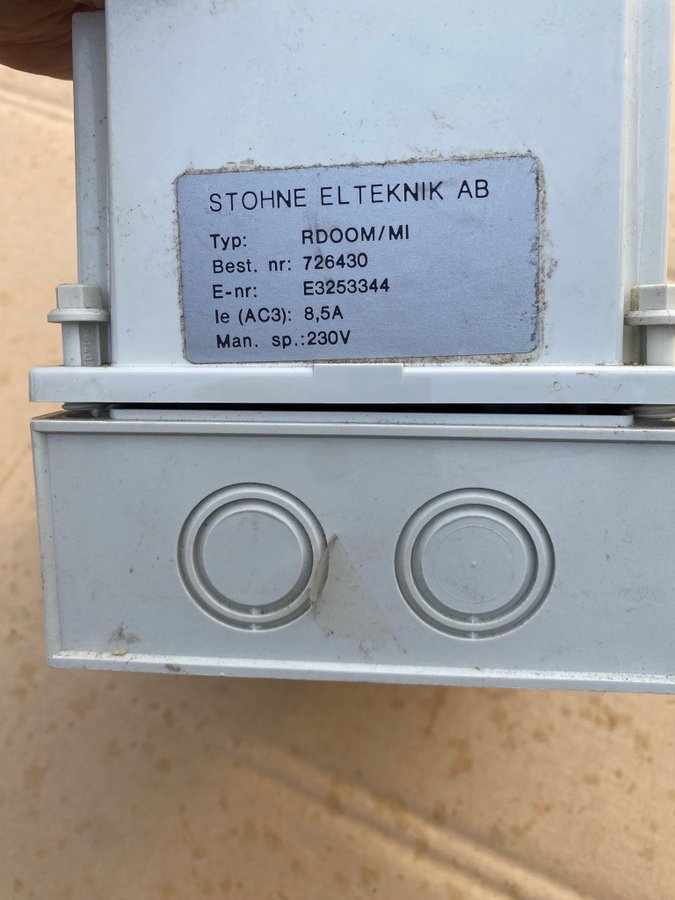 STOHNE ELTEKNIK AB
Typ: RDOOM/MI
Best. nr: 726430
E-nr: E3253344
Ie (AC3): 8,5A
Man. sp.:230V